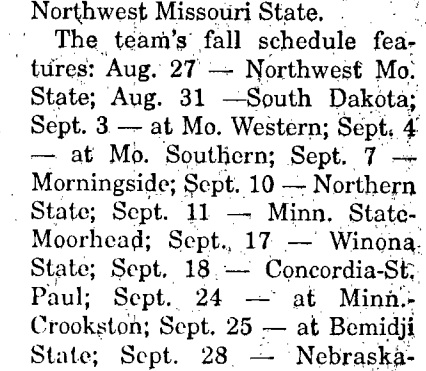 Northwest Missouri State.
The team's fall schedule fea-
tures: Aug. 27 — Northwest Mo.
State; Aug. 31 —South Dakota;
Sept. 3 — at Mo. Western; Sept. 4
— at Mo. Southern; Sept. 7 —
Morningside; Sept. 10 — Northern
State; Sept. 11 — Minn. State-
Moorhead; Sept. 17 — Winona
State; Sept. 18 — Concordia-St.
Paul; Sept. 24 — at Minn.-
Crookston; Sept. 25 — at Bemidji
State; Sept. 28 — Nebraska-